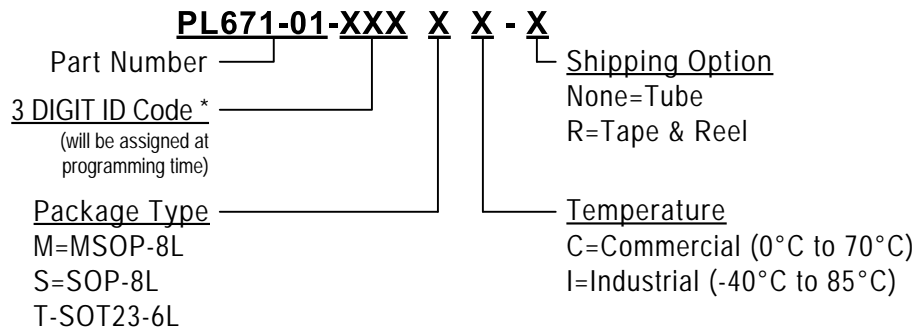 PL671-01-XXX X X - X
Part Number
3 DIGIT ID Code *
(will be assigned at
programming time)
Package Type
M=MSOP-8L
S=SOP-8L
T-SOT23-6L
Shipping Option
None=Tube
R=Tape & Reel
Temperature
C=Commercial (0°C to 70°C)
I=Industrial (-40°C to 85°C)